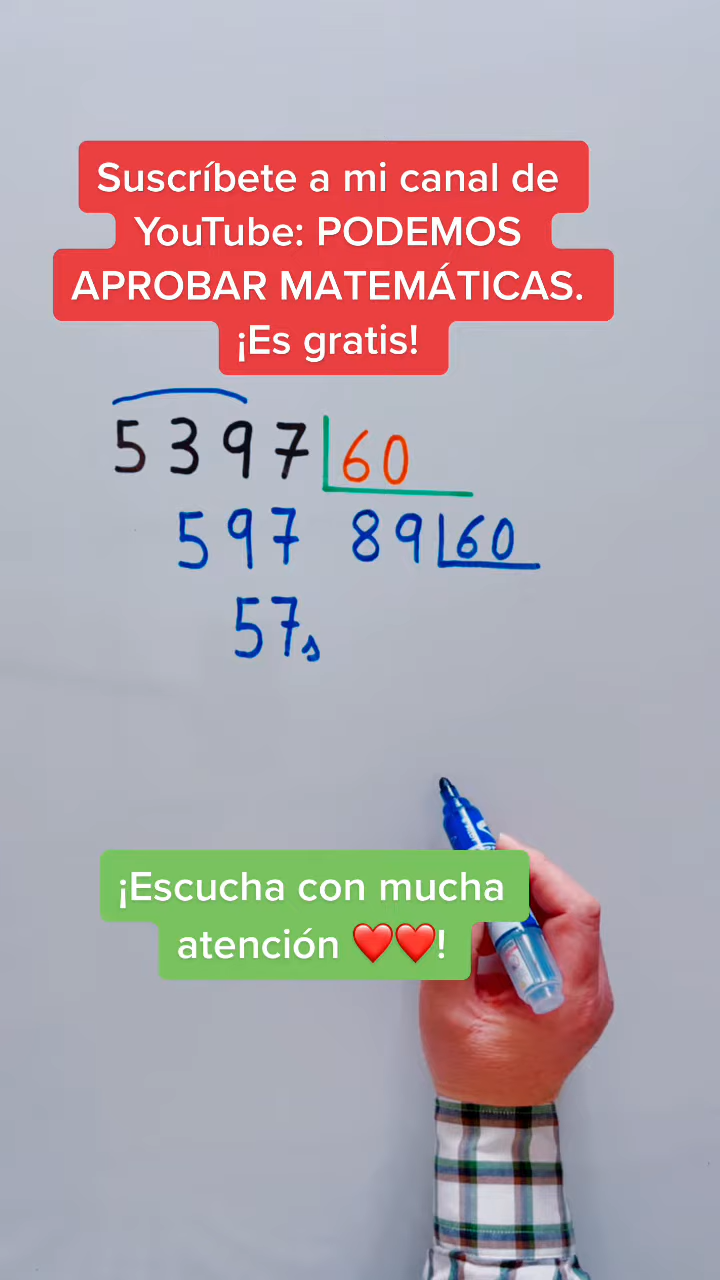 Suscríbete a mi canal de
YouTube: PODEMOS
APROBAR MATEMÁTICAS.
¡Es gratis!
5397 60
597 89 60
57s
¡Escucha con mucha
atención ❤️❤️!